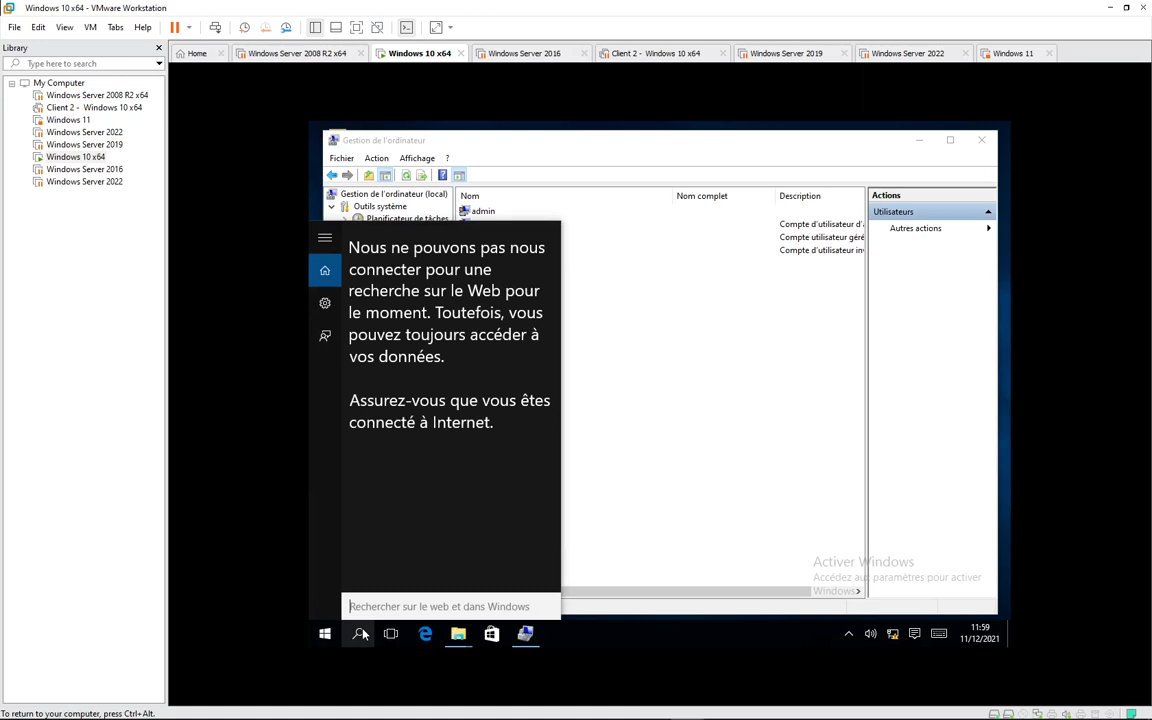 Windows 10 x64 - VMware Workstation
File Edit View VM Tabs Help
Library
Type here to search
Home
Windows Server 2008 R2 x64
Windows 10 x64
Windows Server 2016
Client 2 - Windows 10 x64
Windows Server 2019
Windows Server 2022
Windows 11
My Computer
Windows Server 2008 R2 x64
Client 2 - Windows 10 x64
Windows 11
Windows Server 2022
Windows Server 2019
Windows 10 x64
Windows Server 2016
Windows Server 2022
Gestion de l'ordinateur
Fichier Action Affichage ?
Gestion de l'ordinateur (local)
Outils système
Planificateur de tâches
Nom Nom complet Description
admin
Compte d'utilisateur d'
Compte utilisateur géré
Compte d'utilisateur in
Actions
Utilisateurs
Autres actions
Nous ne pouvons pas nous
connecter pour une
recherche sur le Web pour
le moment. Toutefois, vous
pouvez toujours accéder à
vos données.
Assurez-vous que vous êtes
connecté à Internet.
Rechercher sur le web et dans Windows
Activer Windows
Accédez aux paramètres pour activer
Windows
11:59
11/12/2021
To return to your computer, press Ctrl+Alt.